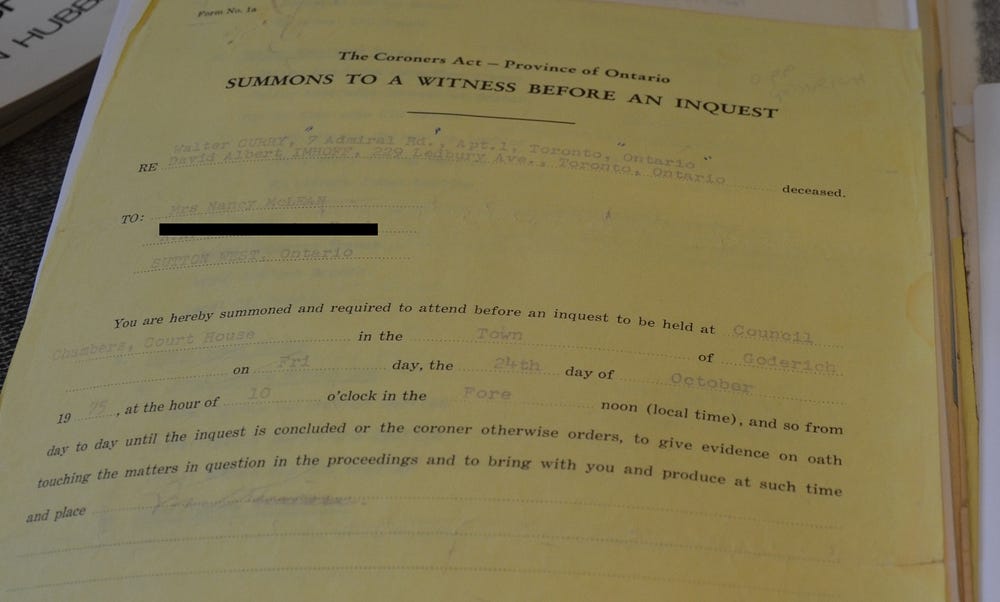 N HUBB
Form No. 1a
The Coroners Act — Province of Ontario
SUMMONS TO A WITNESS BEFORE AN INQUEST
Walter CURRY, 7 Admiral Rd., Apt.1, Toronto, Ontario
RE David Albert IMHOFF, 229 Ledbury Ave., Toronto, Ontario deceased.
TO: Mrs Nancy McLEAN
SUTTON WEST, Ontario
You are hereby summoned and required to attend before an inquest to be held at Council
Chambers, Court House in the Town of Goderich
on Fri day, the 24th day of October
19 75, at the hour of 10 o'clock in the Fore noon (local time), and so from
day to day until the inquest is concluded or the coroner otherwise orders, to give evidence on oath
touching the matters in question in the proceedings and to bring with you and produce at such time
and place